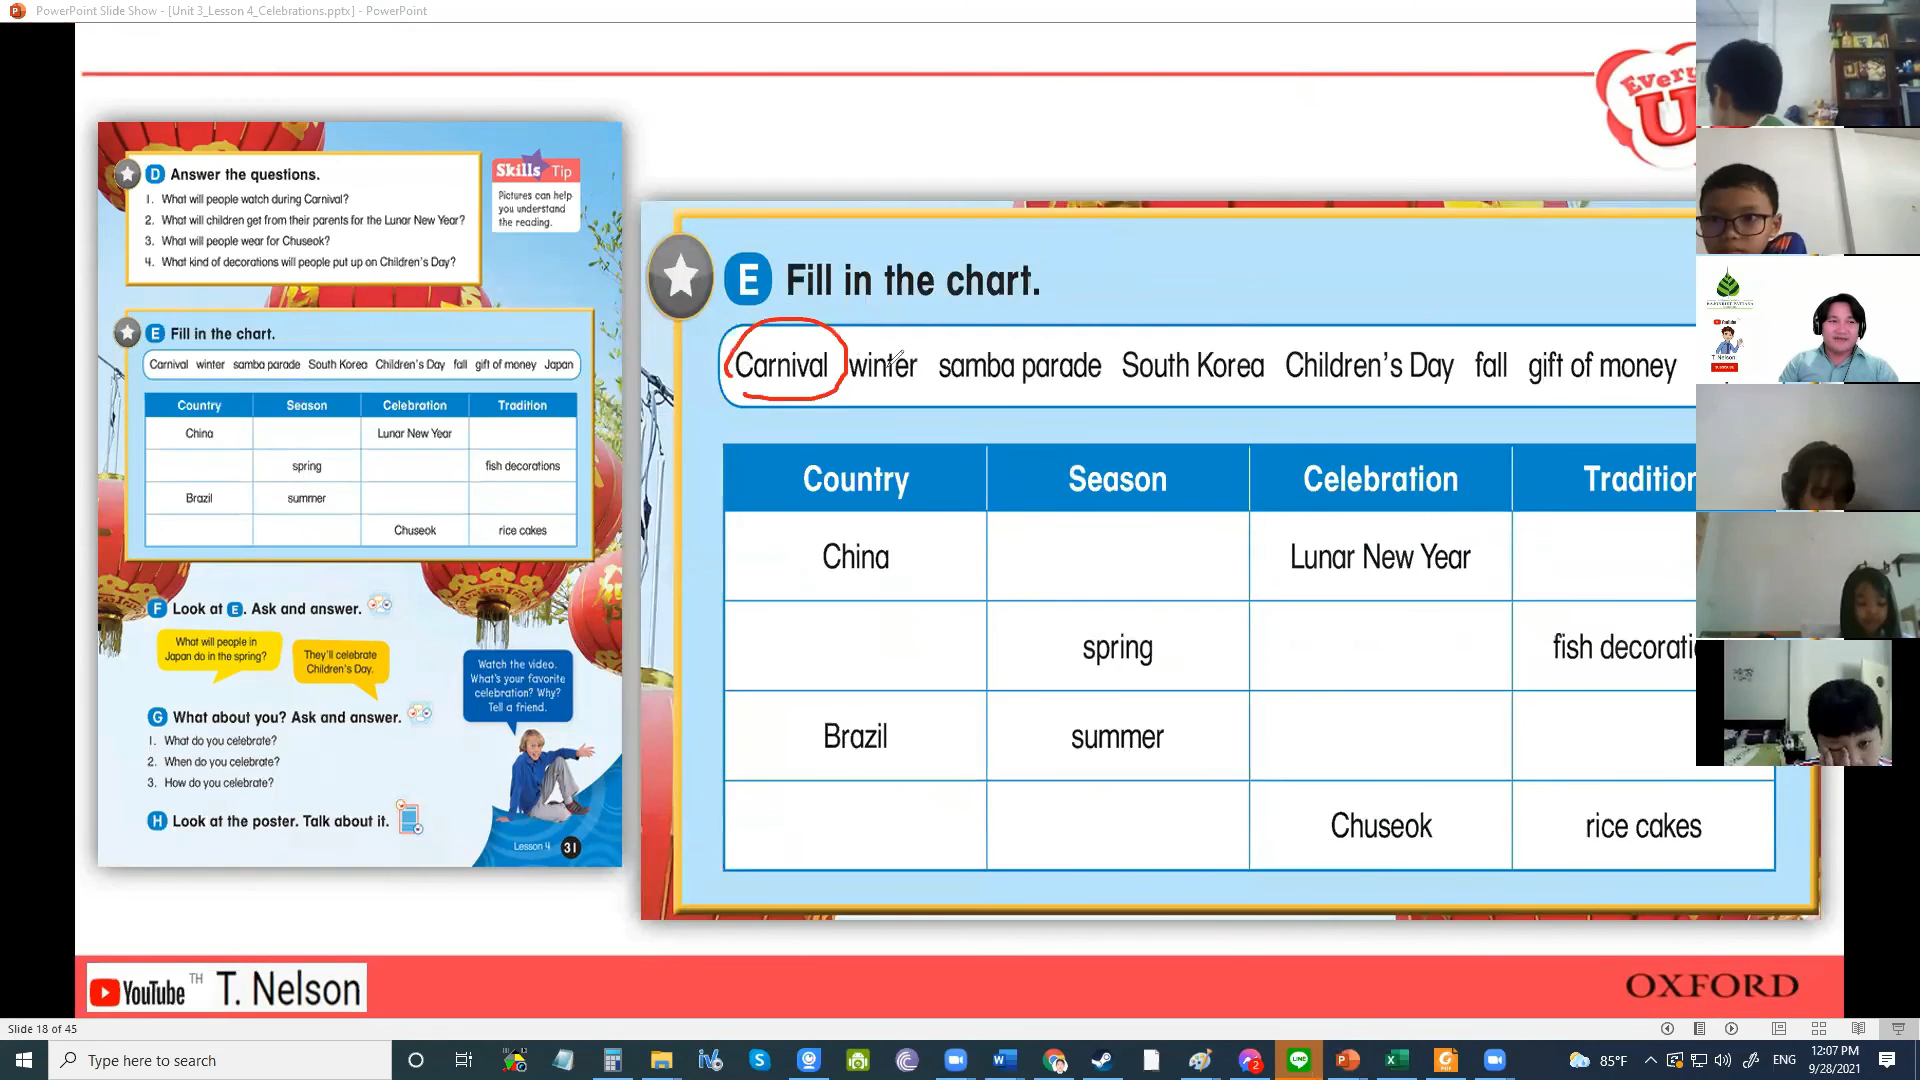 PowerPoint Slide Show - [Unit 3_Lesson 4_Celebrations.pptx] - PowerPoint
Every
U
D Answer the questions.
1. What will people watch during Carnival?
2. What will children get from their parents for the Lunar New Year?
3. What will people wear for Chuseok?
4. What kind of decorations will people put up on Children's Day?
Skills Tip
Pictures can help
you understand
the reading.
E Fill in the chart.
Carnival winter samba parade South Korea Children's Day fall gift of money Japan
Country Season Celebration Tradition
China Lunar New Year
spring fish decorations
Brazil summer
Chuseok rice cakes
F Look at E. Ask and answer.
What will people in
Japan do in the spring?
They'll celebrate
Children's Day.
G What about you? Ask and answer.
1. What do you celebrate?
2. When do you celebrate?
3. How do you celebrate?
H Look at the poster. Talk about it.
Watch the video.
What's your favorite
celebration? Why?
Tell a friend.
Lesson 4 31
E Fill in the chart.
Carnival winter samba parade South Korea Children's Day fall gift of money
Country Season Celebration Tradition
China Lunar New Year
spring fish decorati
Brazil summer
Chuseok rice cakes
YouTube
T. Nelson
SUBSCRIBE
YouTube TH T. Nelson
OXFORD
Slide 18 of 45
Type here to search
2
85°F
ENG
12:07 PM
9/28/2021